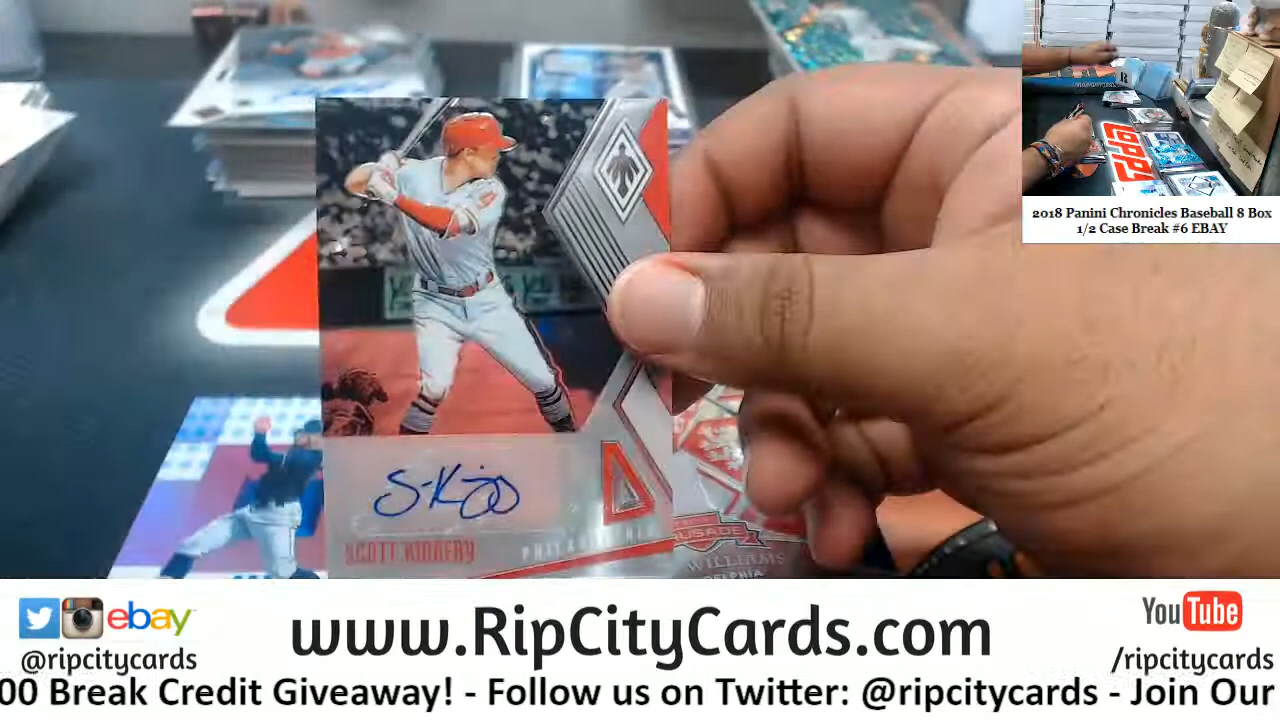 2018 Panini Chronicles Baseball 8 Box
1/2 Case Break #6 EBAY
SCOTT KINGERY
WILLIAMS
ebay
@ripcitycards
www.RipCityCards.com
YouTube
/ripcitycards
00 Break Credit Giveaway! - Follow us on Twitter: @ripcitycards - Join Our